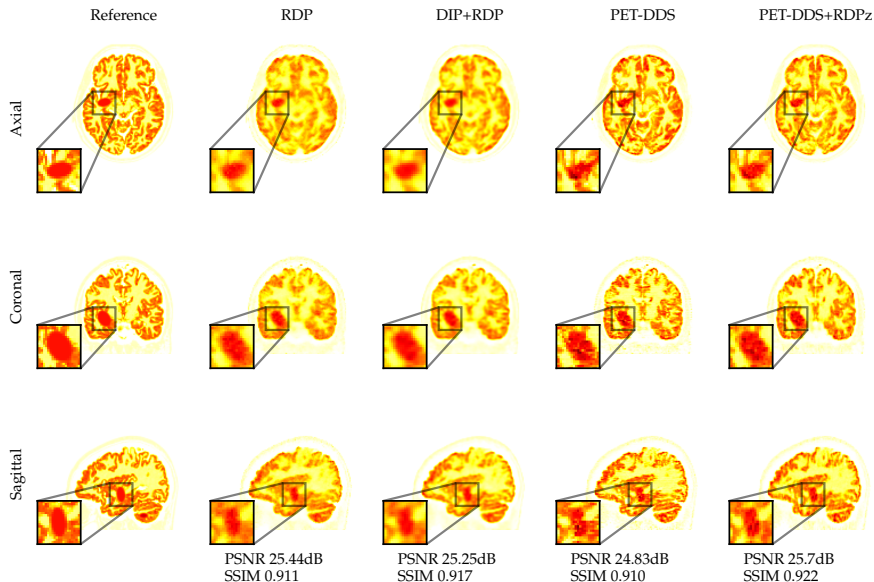 Reference RDP DIP+RDP PET-DDS PET-DDS+RDPz
Axial
Coronal
Sagittal
PSNR 25.44dB PSNR 25.25dB PSNR 24.83dB PSNR 25.7dB
SSIM 0.911 SSIM 0.917 SSIM 0.910 SSIM 0.922